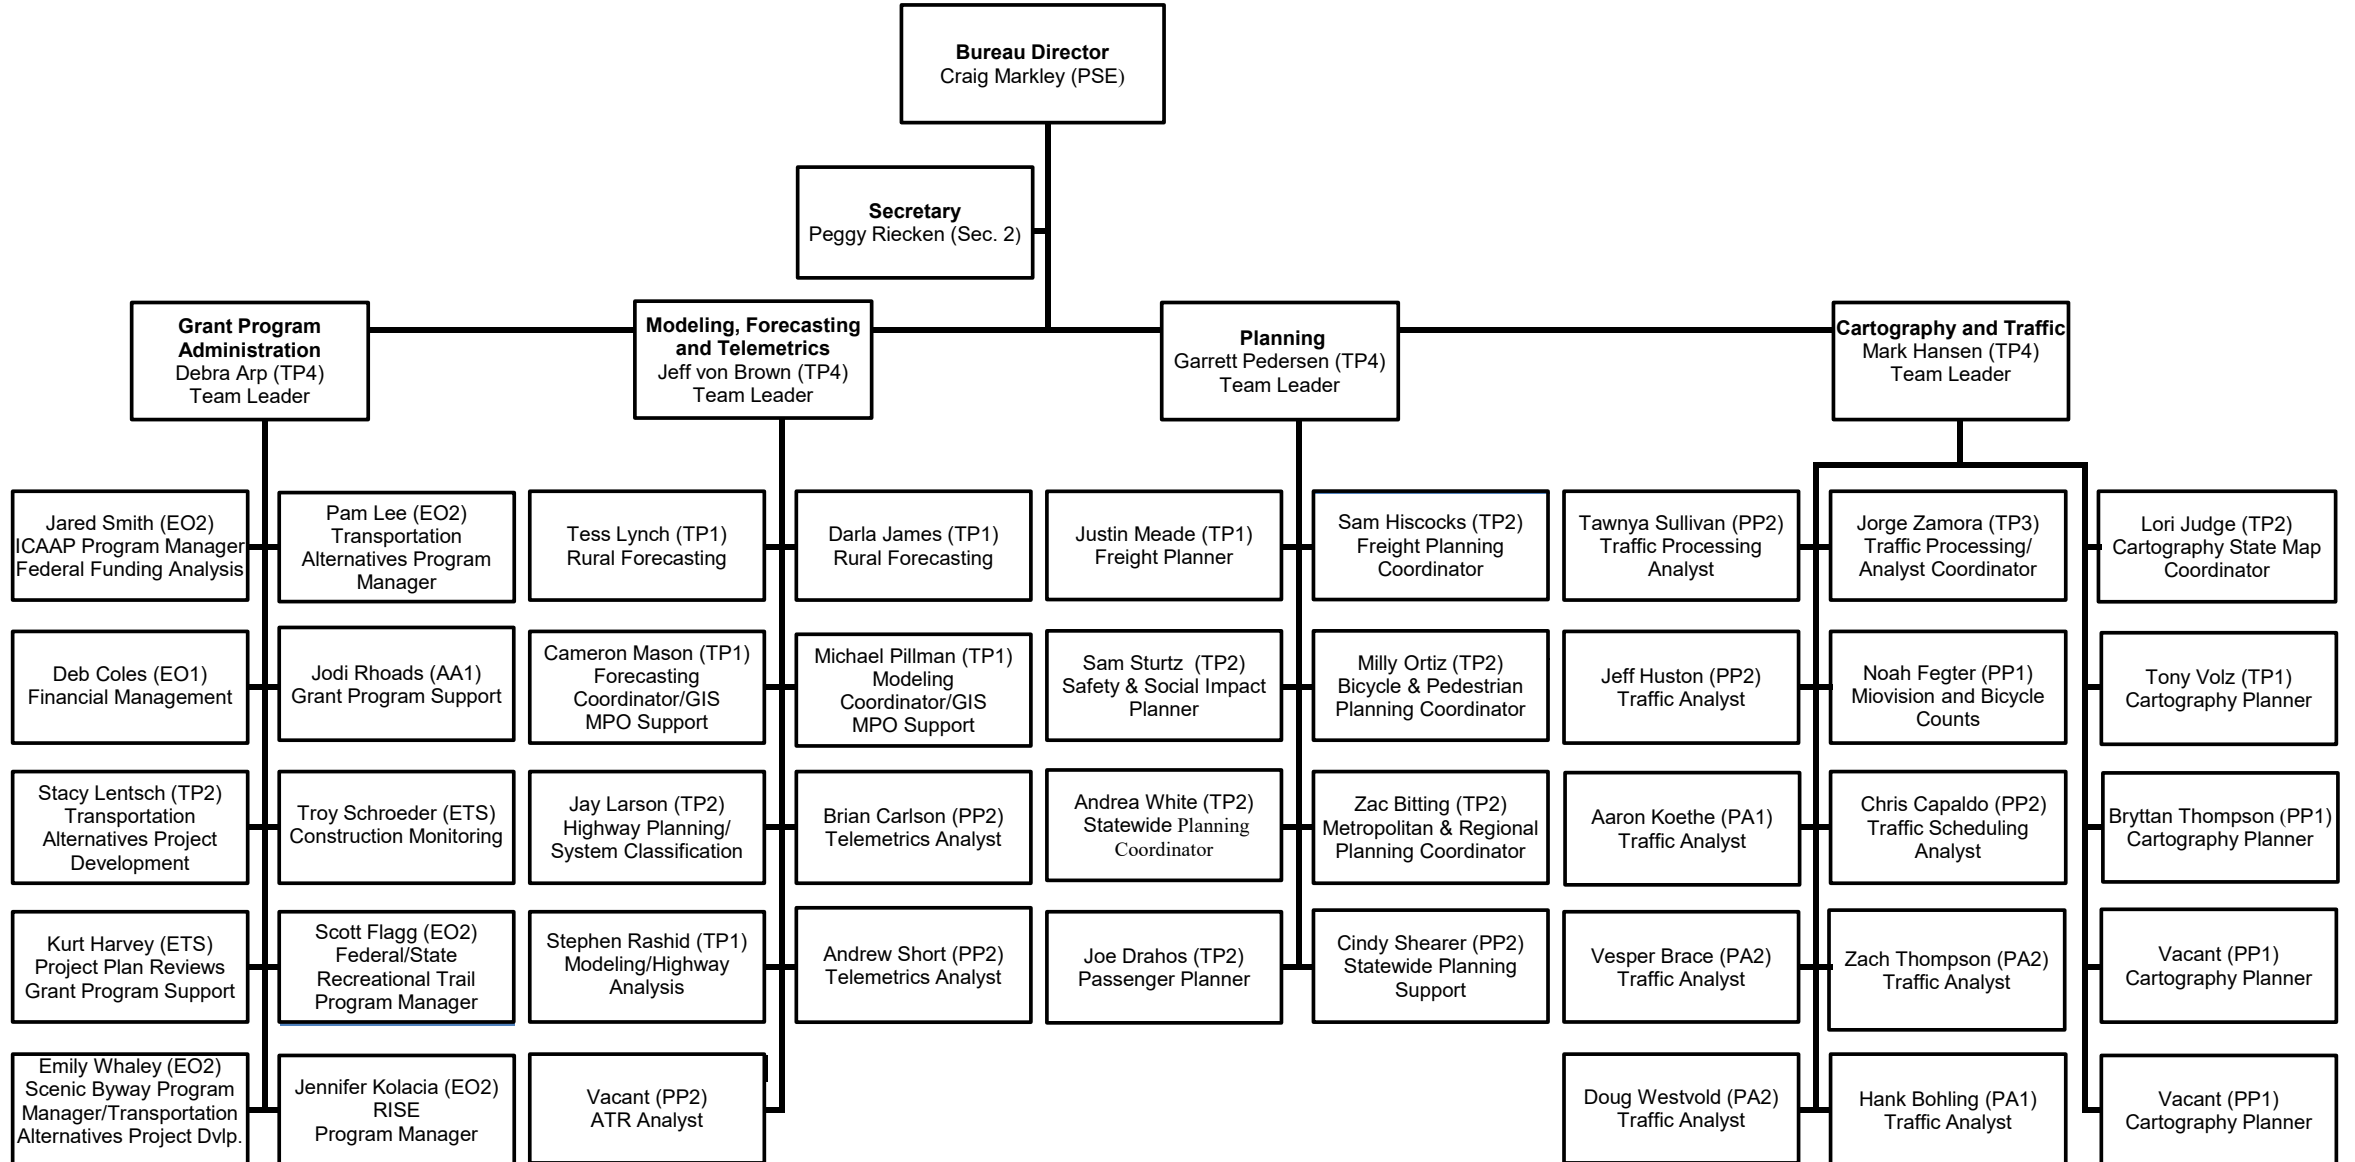 Bureau Director
Craig Markley (PSE)
Secretary
Peggy Riecken (Sec. 2)
Grant Program
Administration
Debra Arp (TP4)
Team Leader
Modeling, Forecasting
and Telemetrics
Jeff von Brown (TP4)
Team Leader
Planning
Garrett Pedersen (TP4)
Team Leader
Cartography and Traffic
Mark Hansen (TP4)
Team Leader
Jared Smith (EO2)
ICAAP Program Manager
Federal Funding Analysis
Pam Lee (EO2)
Transportation
Alternatives Program
Manager
Tess Lynch (TP1)
Rural Forecasting
Darla James (TP1)
Rural Forecasting
Justin Meade (TP1)
Freight Planner
Sam Hiscocks (TP2)
Freight Planning
Coordinator
Tawnya Sullivan (PP2)
Traffic Processing
Analyst
Jorge Zamora (TP3)
Traffic Processing/
Analyst Coordinator
Lori Judge (TP2)
Cartography State Map
Coordinator
Deb Coles (EO1)
Financial Management
Jodi Rhoads (AA1)
Grant Program Support
Cameron Mason (TP1)
Forecasting
Coordinator/GIS
MPO Support
Michael Pillman (TP1)
Modeling
Coordinator/GIS
MPO Support
Sam Sturtz (TP2)
Safety & Social Impact
Planner
Milly Ortiz (TP2)
Bicycle & Pedestrian
Planning Coordinator
Jeff Huston (PP2)
Traffic Analyst
Noah Fegter (PP1)
Miovision and Bicycle
Counts
Tony Volz (TP1)
Cartography Planner
Stacy Lentsch (TP2)
Transportation
Alternatives Project
Development
Troy Schroeder (ETS)
Construction Monitoring
Jay Larson (TP2)
Highway Planning/
System Classification
Brian Carlson (PP2)
Telemetrics Analyst
Andrea White (TP2)
Statewide Planning
Coordinator
Zac Bitting (TP2)
Metropolitan & Regional
Planning Coordinator
Aaron Koethe (PA1)
Traffic Analyst
Chris Capaldo (PP2)
Traffic Scheduling
Analyst
Bryttan Thompson (PP1)
Cartography Planner
Kurt Harvey (ETS)
Project Plan Reviews
Grant Program Support
Scott Flagg (EO2)
Federal/State
Recreational Trail
Program Manager
Stephen Rashid (TP1)
Modeling/Highway
Analysis
Andrew Short (PP2)
Telemetrics Analyst
Joe Drahos (TP2)
Passenger Planner
Cindy Shearer (PP2)
Statewide Planning
Support
Vesper Brace (PA2)
Traffic Analyst
Zach Thompson (PA2)
Traffic Analyst
Vacant (PP1)
Cartography Planner
Emily Whaley (EO2)
Scenic Byway Program
Manager/Transportation
Alternatives Project Dvlp.
Jennifer Kolacia (EO2)
RISE
Program Manager
Vacant (PP2)
ATR Analyst
Doug Westvold (PA2)
Traffic Analyst
Hank Bohling (PA1)
Traffic Analyst
Vacant (PP1)
Cartography Planner